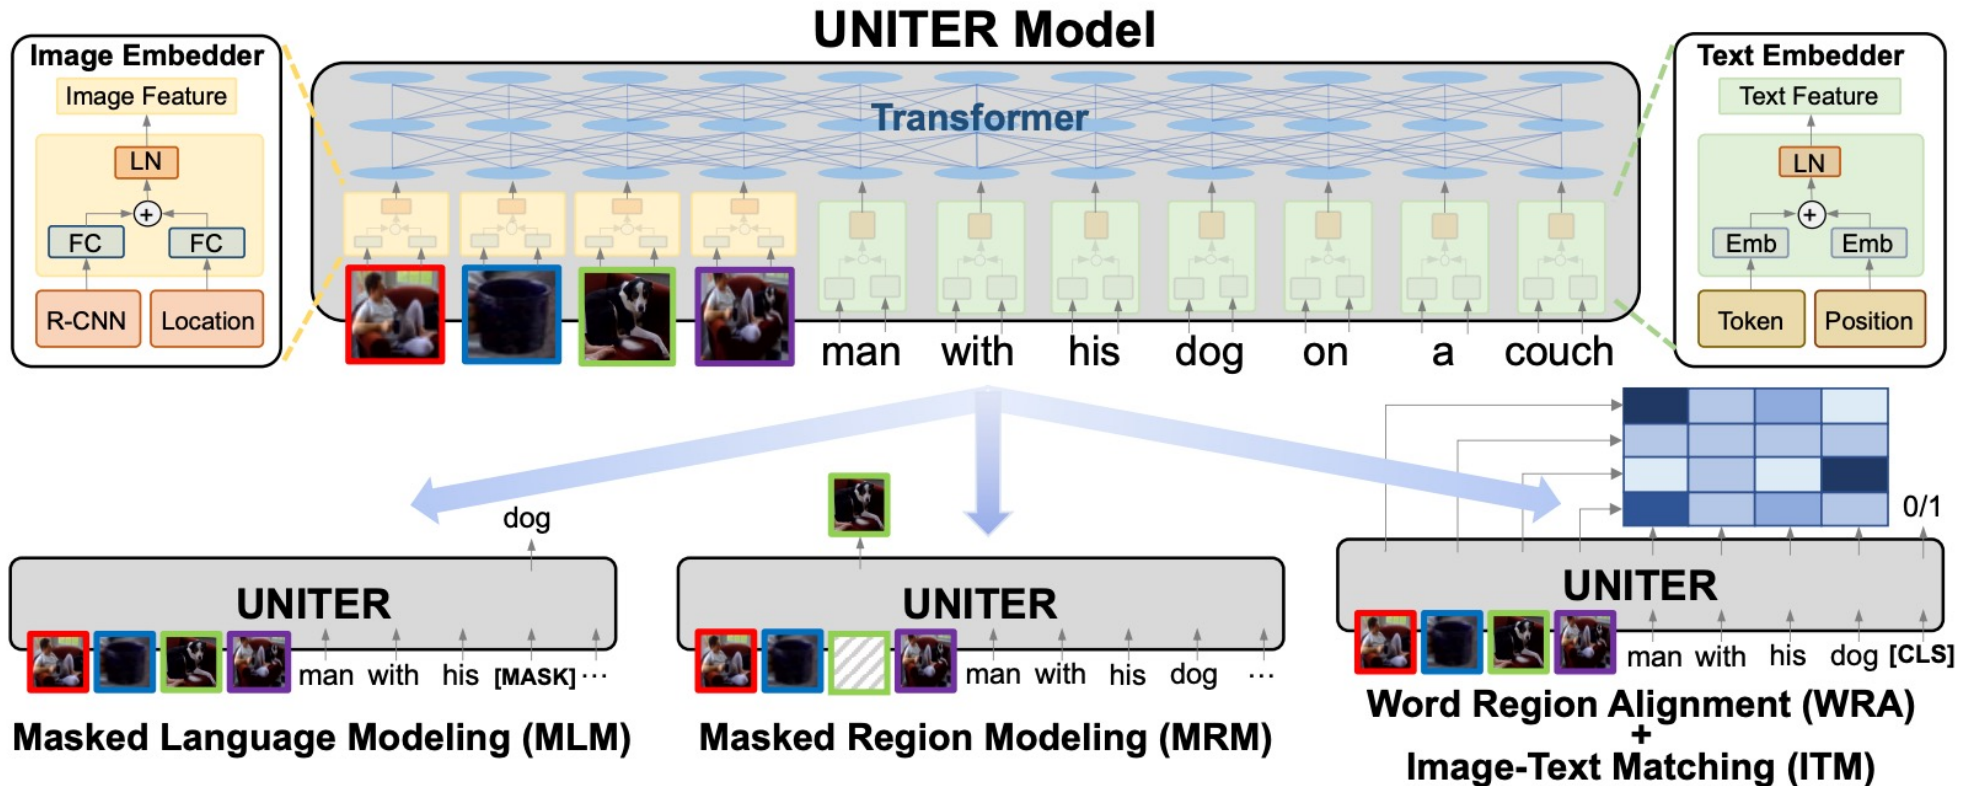 UNITER Model
Image Embedder
Image Feature
LN
+
FC
FC
R-CNN
Location
Transformer
man with his dog on a couch
Text Embedder
Text Feature
LN
+
Emb
Emb
Token
Position
dog
UNITER
man with his [MASK] ...
Masked Language Modeling (MLM)
UNITER
man with his dog ...
Masked Region Modeling (MRM)
0/1
UNITER
man with his dog [CLS]
Word Region Alignment (WRA)
+
Image-Text Matching (ITM)